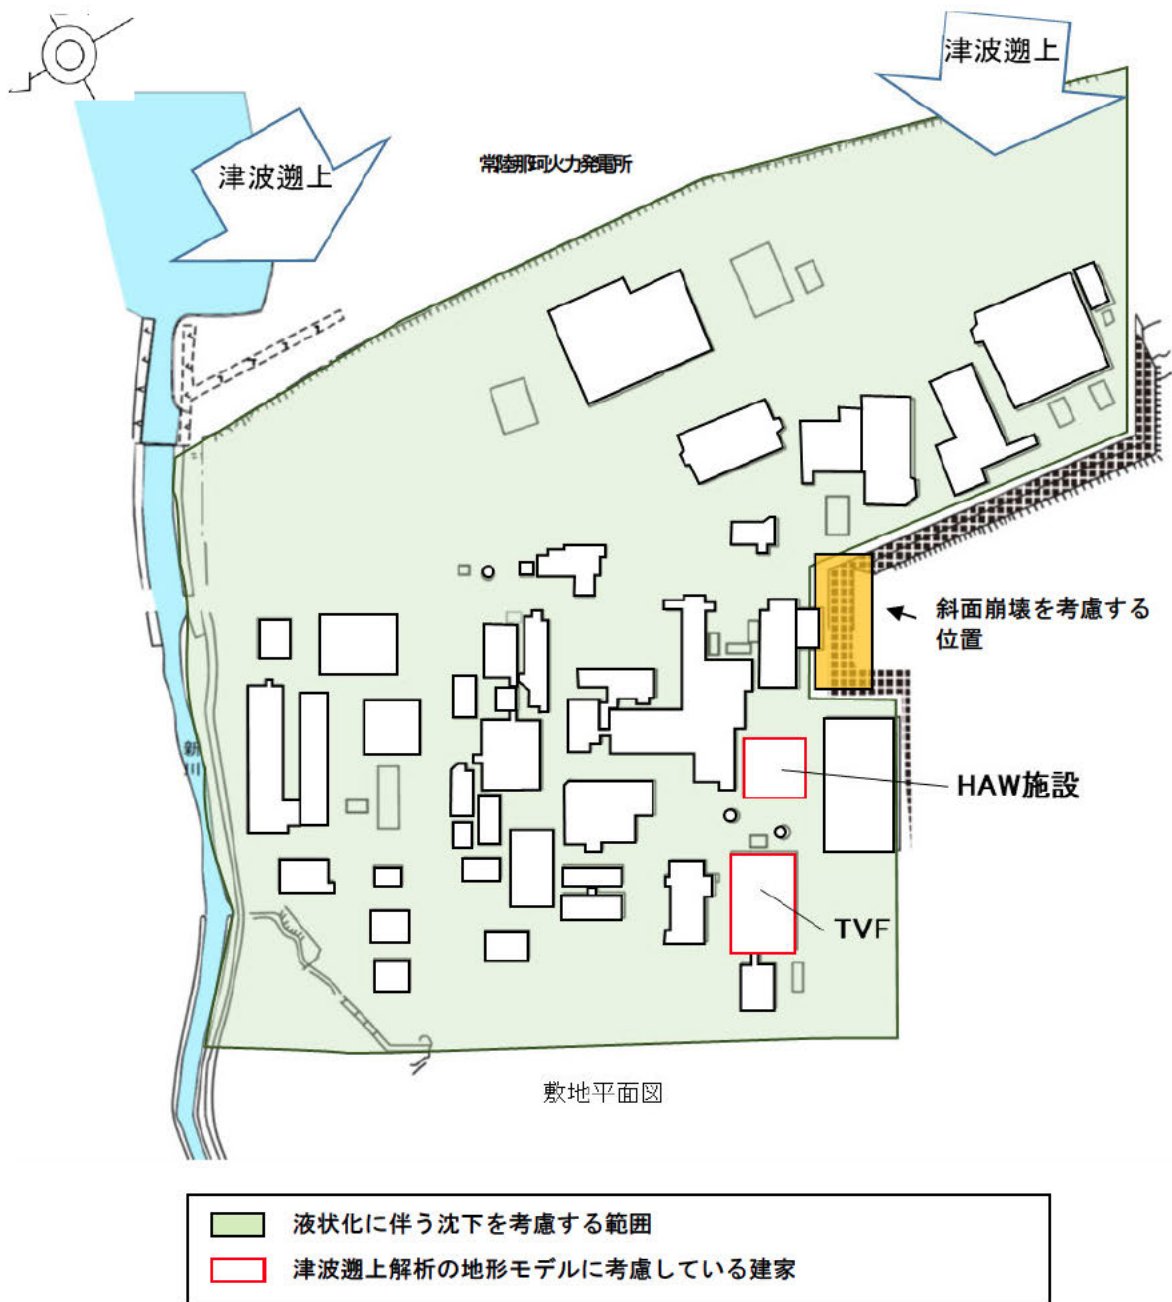 津波遡上
津波遡上
常陸那珂火力発電所
斜面崩壊を考慮する
位置
新
川
HAW施設
TVF
敷地平面図
液状化に伴う沈下を考慮する範囲
津波遡上解析の地形モデルに考慮している建家